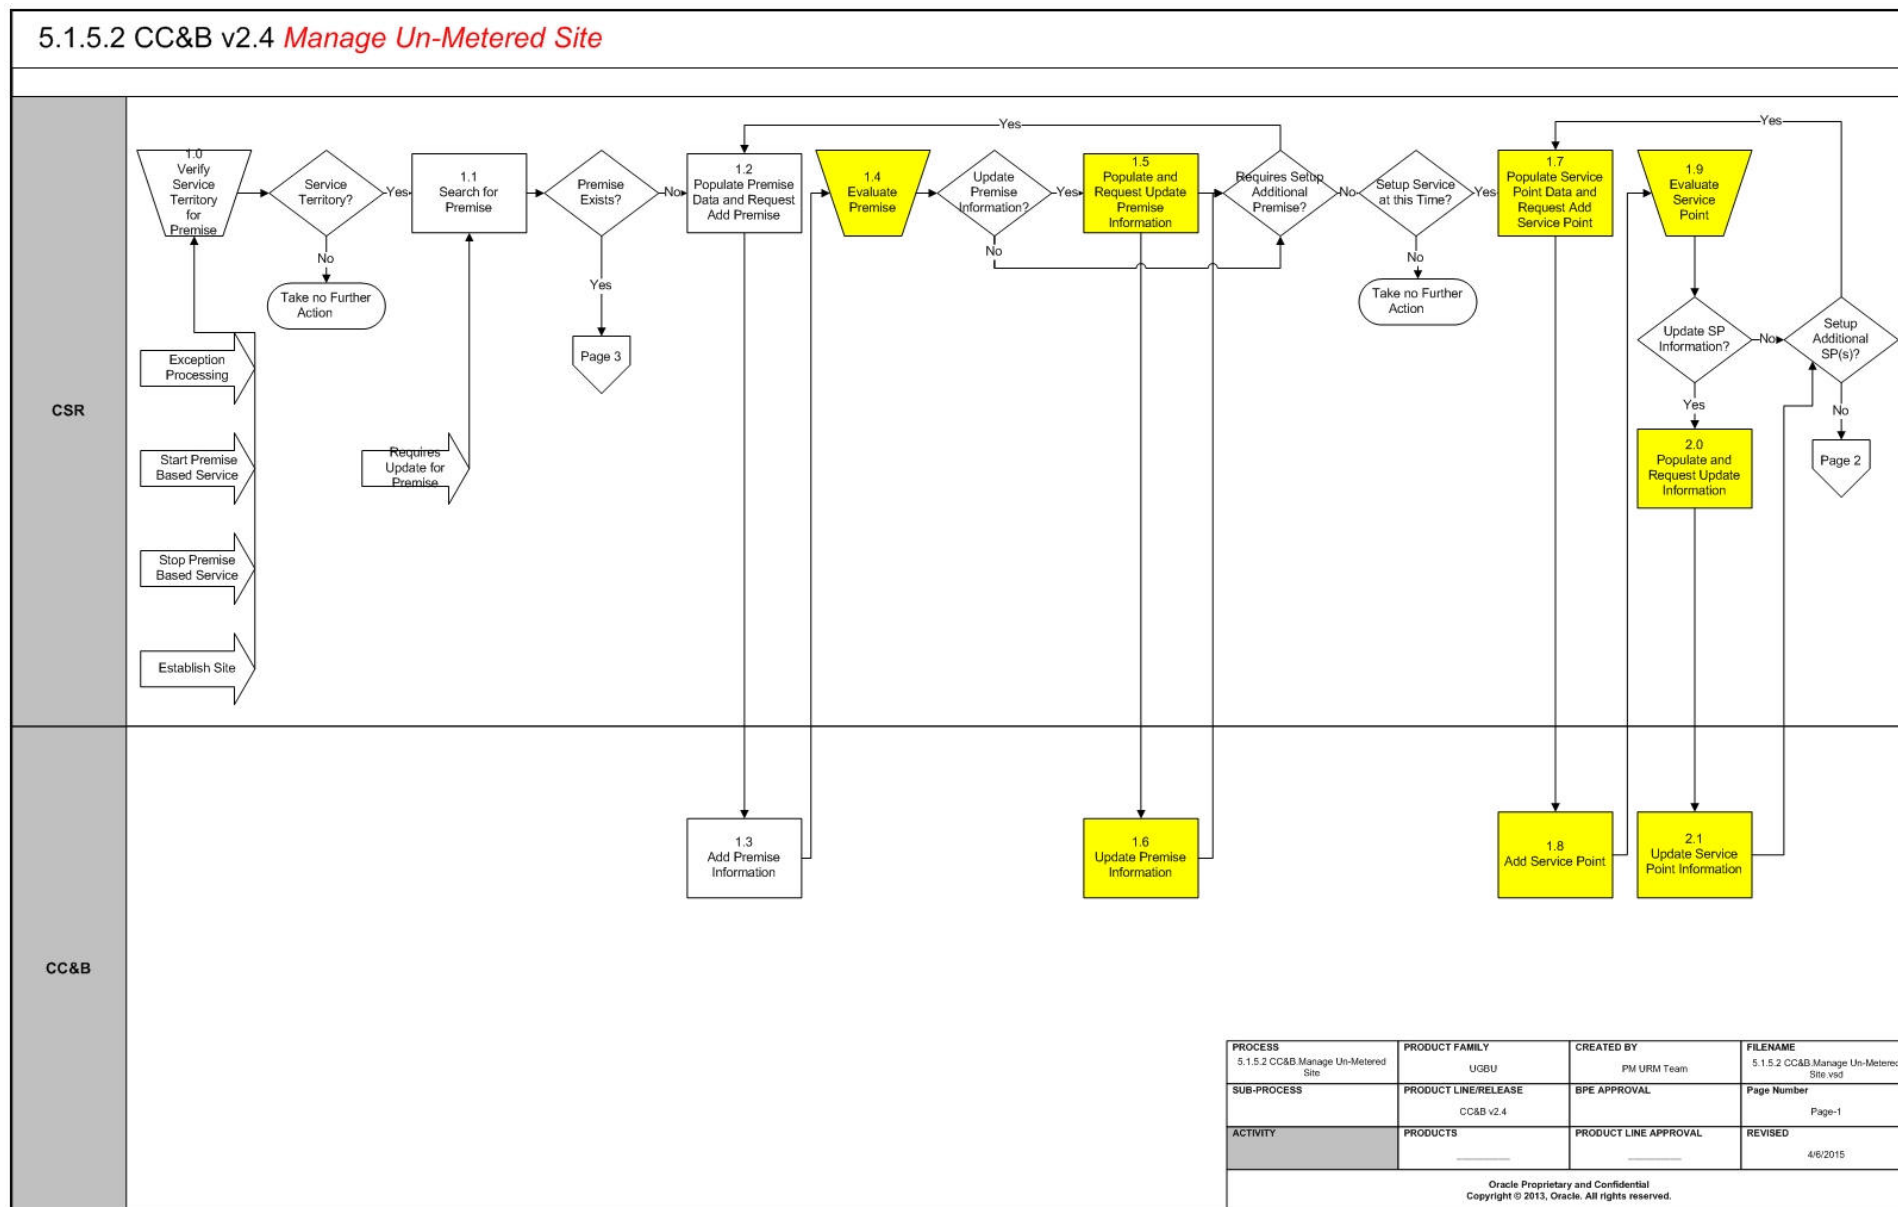 5.1.5.2 CC&B v2.4 Manage Un-Metered Site
CSR
1.0
Verify
Service
Territory
for
Premise
Service
Territory?
Yes
No
Take no Further
Action
1.1
Search for
Premise
Premise
Exists?
No
Yes
Page 3
1.2
Populate Premise
Data and Request
Add Premise
Yes
1.4
Evaluate
Premise
Update
Premise
Information?
Yes
No
1.5
Populate and
Request Update
Premise
Information
Requires Setup
Additional
Premise?
No
Setup Service
at this Time?
Yes
No
Take no Further
Action
1.7
Populate Service
Point Data and
Request Add
Service Point
Yes
1.9
Evaluate
Service
Point
Update SP
Information?
No
Yes
Setup
Additional
SP(s)?
No
Page 2
2.0
Populate and
Request Update
Information
Exception
Processing
Start Premise
Based Service
Requires
Update for
Premise
Stop Premise
Based Service
Establish Site
CC&B
1.3
Add Premise
Information
1.6
Update Premise
Information
1.8
Add Service Point
2.1
Update Service
Point Information
PROCESS
5.1.5.2 CC&B.Manage Un-Metered
Site
PRODUCT FAMILY
UGBU
CREATED BY
PM URM Team
FILENAME
5.1.5.2 CC&B.Manage Un-Metered
Site.vsd
SUB-PROCESS
PRODUCT LINE/RELEASE
CC&B v2.4
BPE APPROVAL
Page Number
Page-1
ACTIVITY
PRODUCTS
PRODUCT LINE APPROVAL
REVISED
4/6/2015
Oracle Proprietary and Confidential
Copyright © 2013, Oracle. All rights reserved.